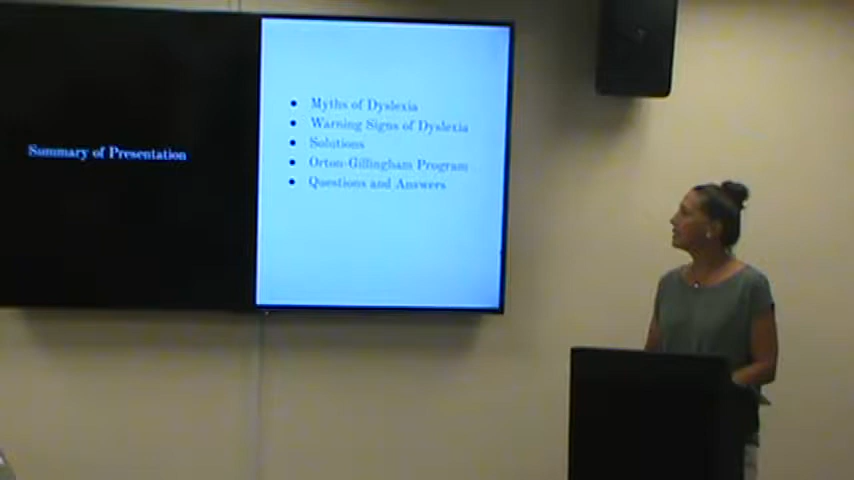 Summary of Presentation
● Myths of Dyslexia
● Warning Signs of Dyslexia
● Solutions
● Orton-Gillingham Program
● Questions and Answers